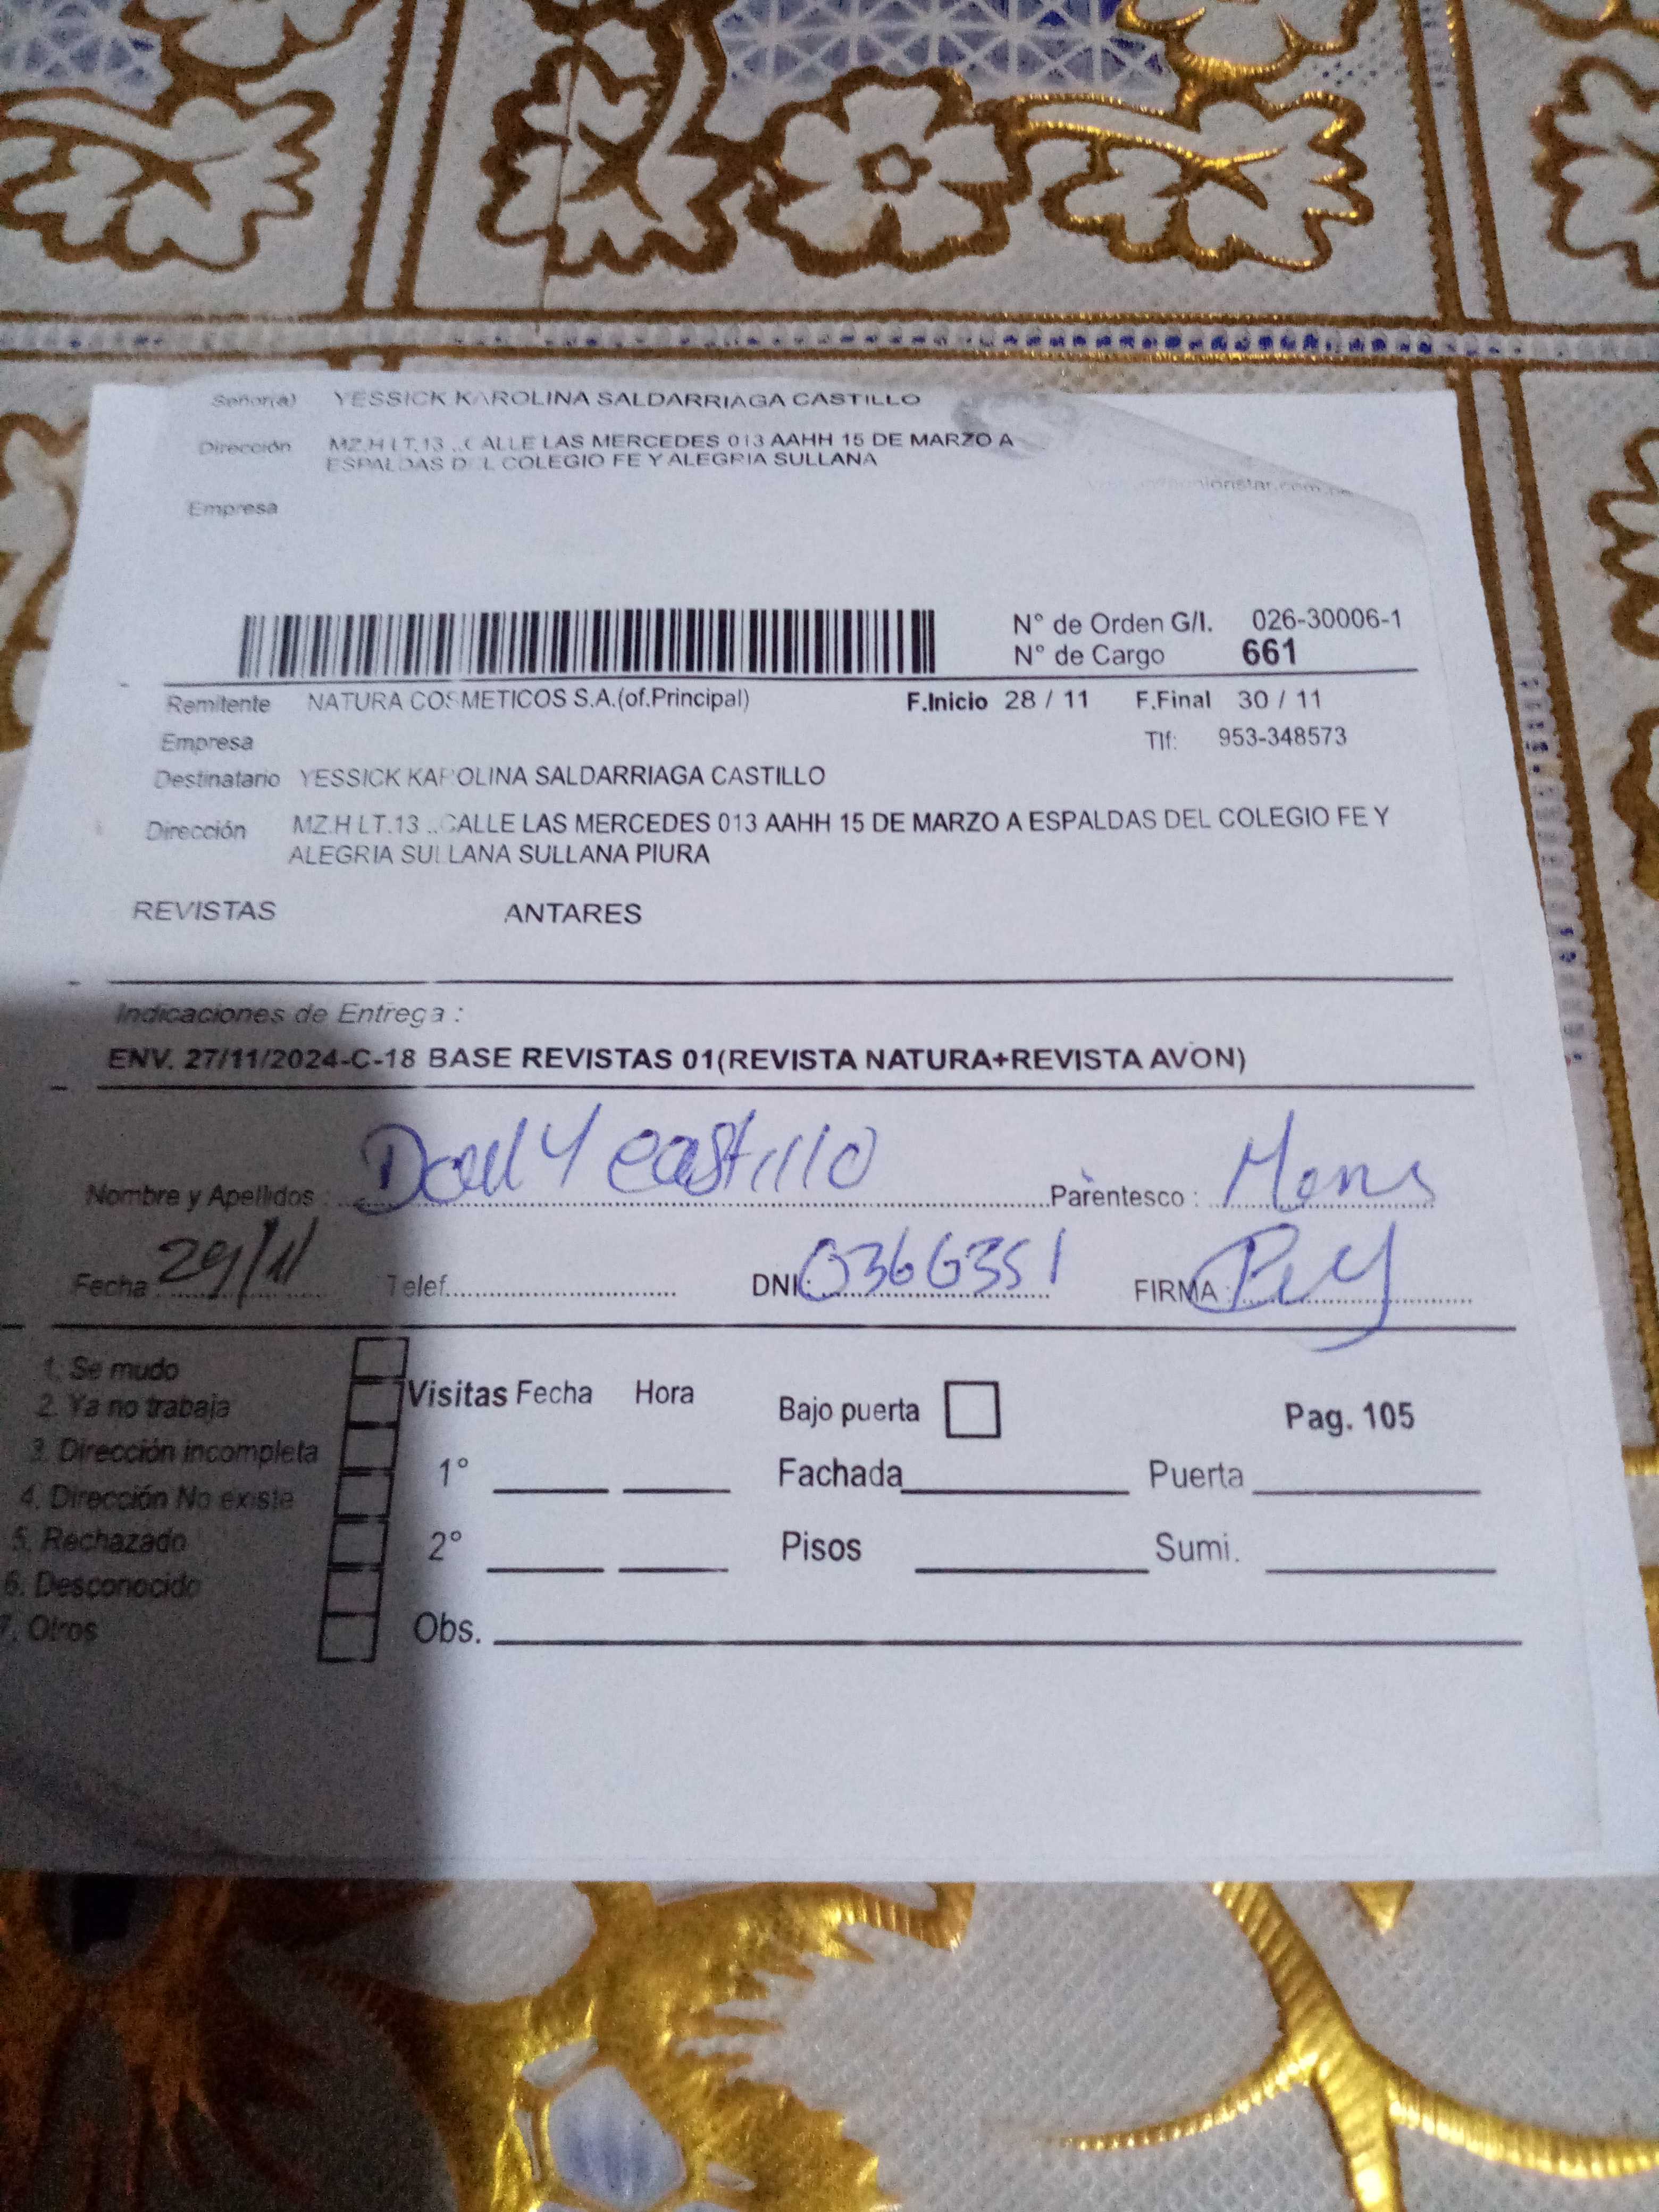 Señor(a) YESSICK KAROLINA SALDARRIAGA CASTILLO
Dirección MZ.H LT.13 ..CALLE LAS MERCEDES 013 AAHH 15 DE MARZO A
ESPALDAS DEL COLEGIO FE Y ALEGRIA SULLANA
Empresa
N° de Orden G/I. 026-30006-1
N° de Cargo 661
Remitente NATURA COSMETICOS S.A.(of.Principal) F.Inicio 28 / 11 F.Final 30 / 11
Empresa Tlf: 953-348573
Destinatario YESSICK KAROLINA SALDARRIAGA CASTILLO
Dirección MZ.H LT.13 ..CALLE LAS MERCEDES 013 AAHH 15 DE MARZO A ESPALDAS DEL COLEGIO FE Y
ALEGRIA SULLANA SULLANA PIURA
REVISTAS ANTARES
Indicaciones de Entrega :
ENV. 27/11/2024-C-18 BASE REVISTAS 01(REVISTA NATURA+REVISTA AVON)
Nombre y Apellidos : castillo Parentesco :
Fecha 29/11 Telef. DNI: 0366351 FIRMA :
1. Se mudo
2. Ya no trabaja
3. Dirección incompleta
4. Dirección No existe
5. Rechazado
6. Desconocido
7. Otros
Visitas Fecha Hora Bajo puerta Pag. 105
1° Fachada Puerta
2° Pisos Sumi.
Obs.